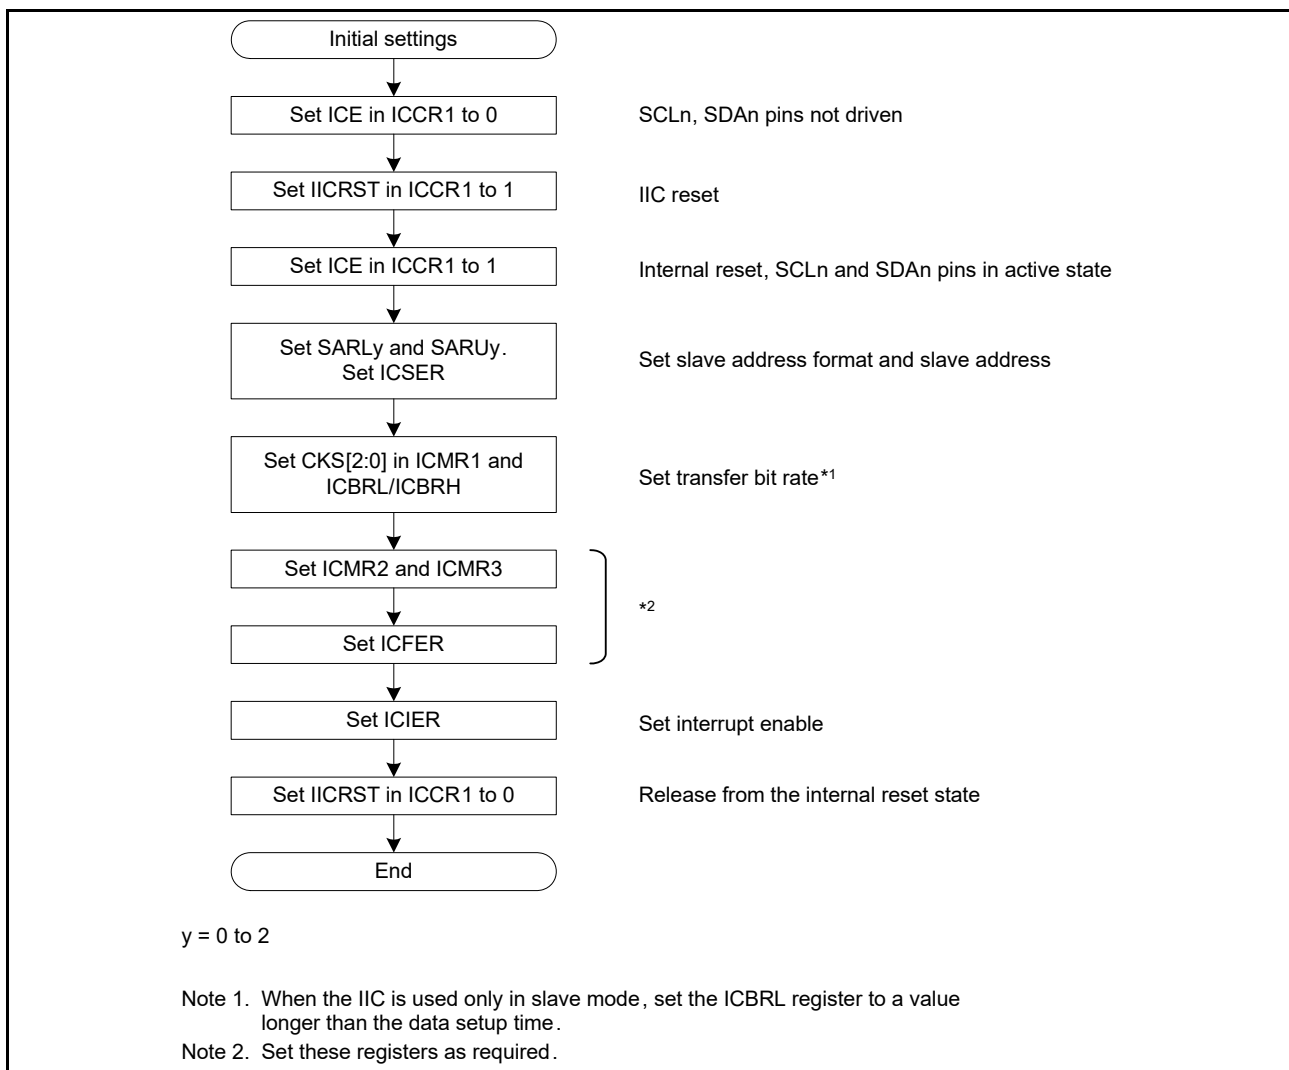 Initial settings
Set ICE in ICCR1 to 0
SCLn, SDAn pins not driven
Set IICRST in ICCR1 to 1
IIC reset
Set ICE in ICCR1 to 1
Internal reset, SCLn and SDAn pins in active state
Set SARLy and SARUy.
Set ICSER
Set slave address format and slave address
Set CKS[2:0] in ICMR1 and
ICBRL/ICBRH
Set transfer bit rate*1
Set ICMR2 and ICMR3
*2
Set ICFER
Set ICIER
Set interrupt enable
Set IICRST in ICCR1 to 0
Release from the internal reset state
End
y = 0 to 2
Note 1. When the IIC is used only in slave mode, set the ICBRL register to a value
longer than the data setup time.
Note 2. Set these registers as required.